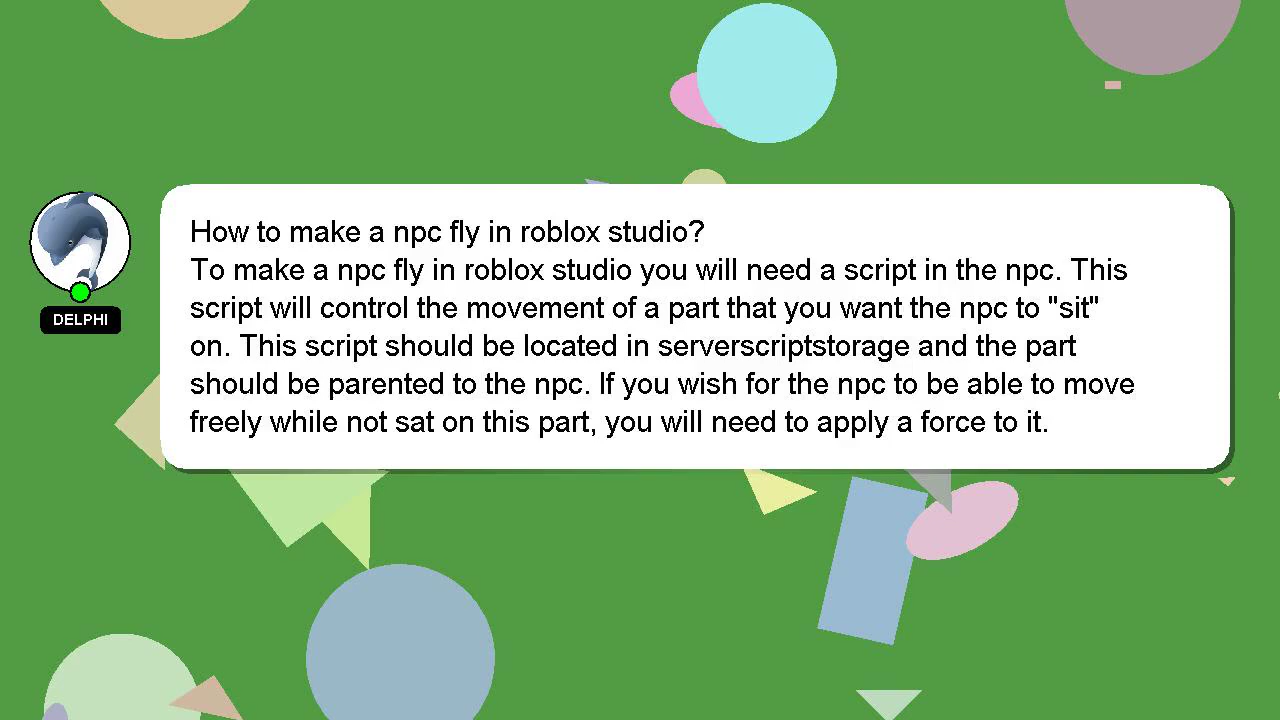 How to make a npc fly in roblox studio?
To make a npc fly in roblox studio you will need a script in the npc. This
script will control the movement of a part that you want the npc to "sit"
on. This script should be located in serverscriptstorage and the part
should be parented to the npc. If you wish for the npc to be able to move
freely while not sat on this part, you will need to apply a force to it.
DELPHI